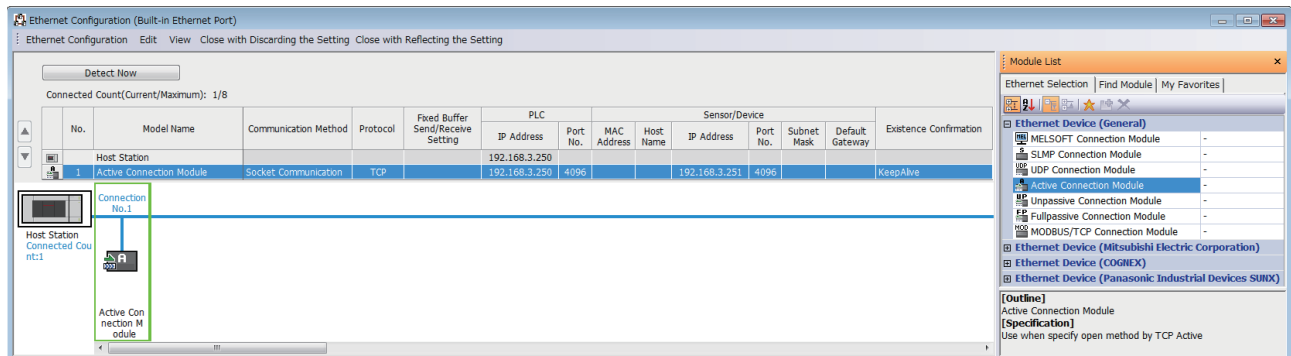 Ethernet Configuration (Built-in Ethernet Port)
Ethernet Configuration Edit View Close with Discarding the Setting Close with Reflecting the Setting
Detect Now
Connected Count(Current/Maximum): 1/8
No. Model Name Communication Method Protocol Fixed Buffer Send/Receive Setting PLC Sensor/Device Existence Confirmation
IP Address Port No. MAC Address Host Name IP Address Port No. Subnet Mask Default Gateway
Host Station 192.168.3.250
1 Active Connection Module Socket Communication TCP 192.168.3.250 4096 192.168.3.251 4096 KeepAlive
Connection
No.1
Host Station
Connected Cou
nt:1
A
Active Con
nection M
odule
Module List
Ethernet Selection Find Module My Favorites
Ethernet Device (General)
MELSOFT Connection Module -
SLMP Connection Module -
UDP Connection Module -
Active Connection Module -
Unpassive Connection Module -
Fullpassive Connection Module -
MODBUS/TCP Connection Module -
Ethernet Device (Mitsubishi Electric Corporation)
Ethernet Device (COGNEX)
Ethernet Device (Panasonic Industrial Devices SUNX)
[Outline]
Active Connection Module
[Specification]
Use when specify open method by TCP Active